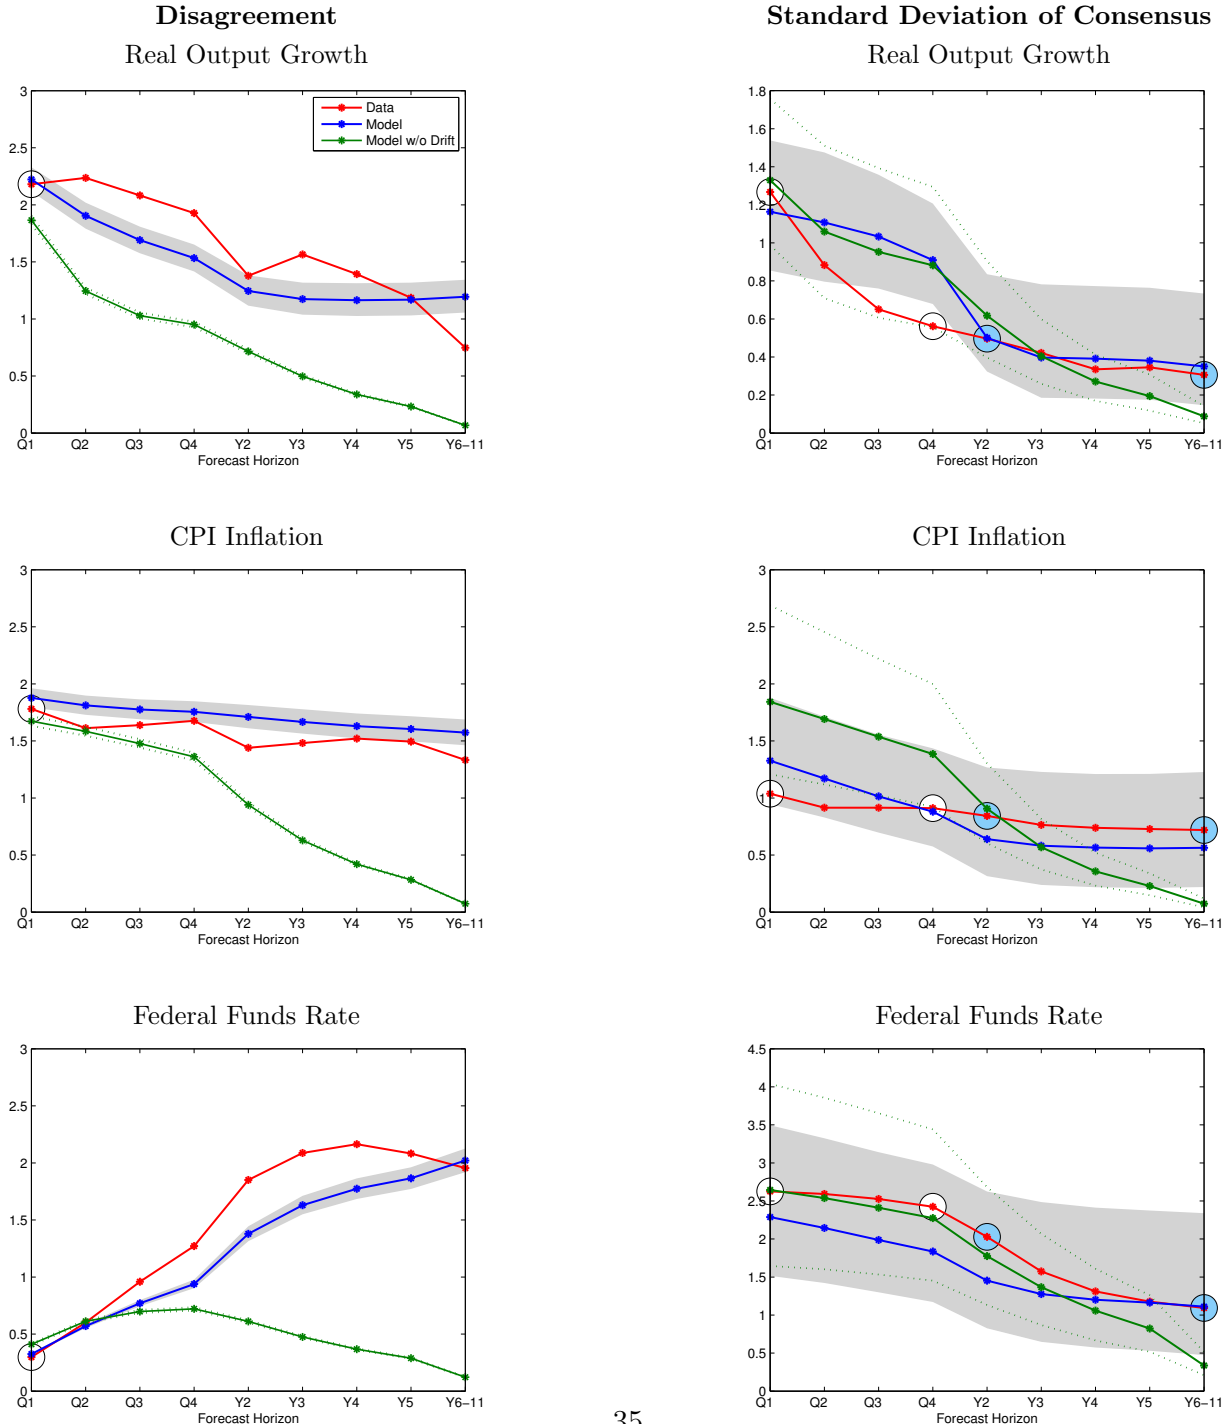 Disagreement
Standard Deviation of Consensus
Real Output Growth
Real Output Growth
3
2.5
2
1.5
1
0.5
0
Data
Model
Model w/o Drift
Q1 Q2 Q3 Q4 Y2 Y3 Y4 Y5 Y6-11
Forecast Horizon
1.8
1.6
1.4
1.2
1
0.8
0.6
0.4
0.2
0
Q1 Q2 Q3 Q4 Y2 Y3 Y4 Y5 Y6-11
Forecast Horizon
CPI Inflation
CPI Inflation
3
2.5
2
1.5
1
0.5
0
Q1 Q2 Q3 Q4 Y2 Y3 Y4 Y5 Y6-11
Forecast Horizon
3
2.5
2
1.5
1
0.5
0
Q1 Q2 Q3 Q4 Y2 Y3 Y4 Y5 Y6-11
Forecast Horizon
Federal Funds Rate
Federal Funds Rate
3
2.5
2
1.5
1
0.5
0
Q1 Q2 Q3 Q4 Y2 Y3 Y4 Y5 Y6-11
Forecast Horizon
4.5
4
3.5
3
2.5
2
1.5
1
0.5
0
Q1 Q2 Q3 Q4 Y2 Y3 Y4 Y5 Y6-11
Forecast Horizon
35